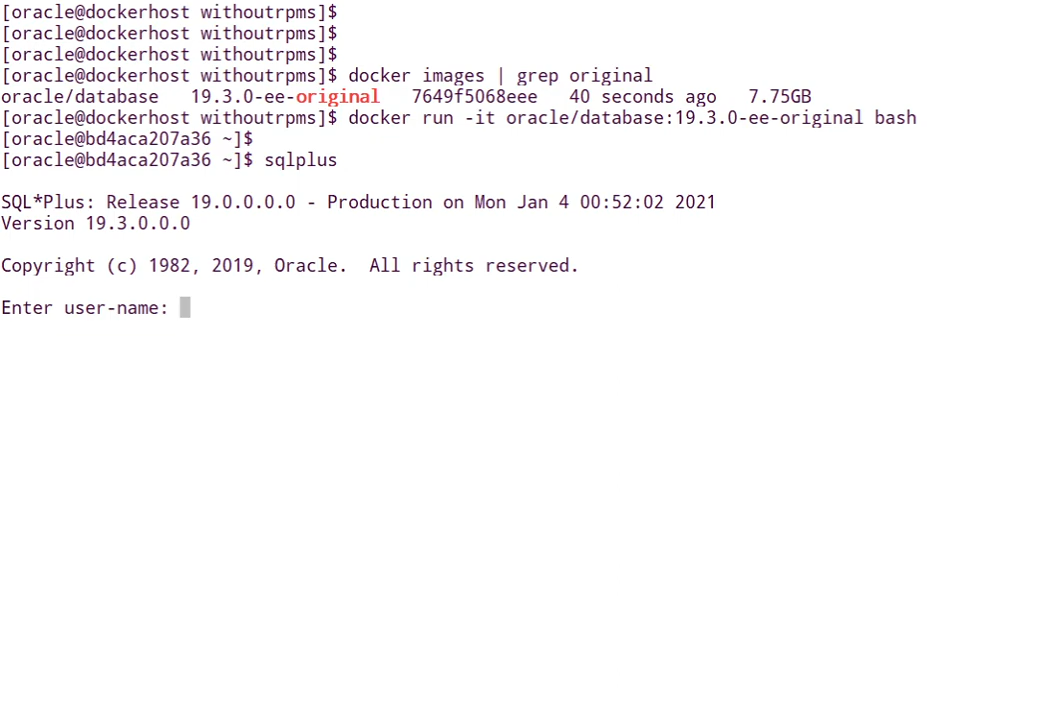 [oracle@dockerhost withoutrpms]$
[oracle@dockerhost withoutrpms]$
[oracle@dockerhost withoutrpms]$
[oracle@dockerhost withoutrpms]$ docker images | grep original
oracle/database   19.3.0-ee-original   7649f5068eee   40 seconds ago   7.75GB
[oracle@dockerhost withoutrpms]$ docker run -it oracle/database:19.3.0-ee-original bash
[oracle@bd4aca207a36 ~]$
[oracle@bd4aca207a36 ~]$ sqlplus
SQL*Plus: Release 19.0.0.0.0 - Production on Mon Jan 4 00:52:02 2021
Version 19.3.0.0.0
Copyright (c) 1982, 2019, Oracle.  All rights reserved.
Enter user-name: